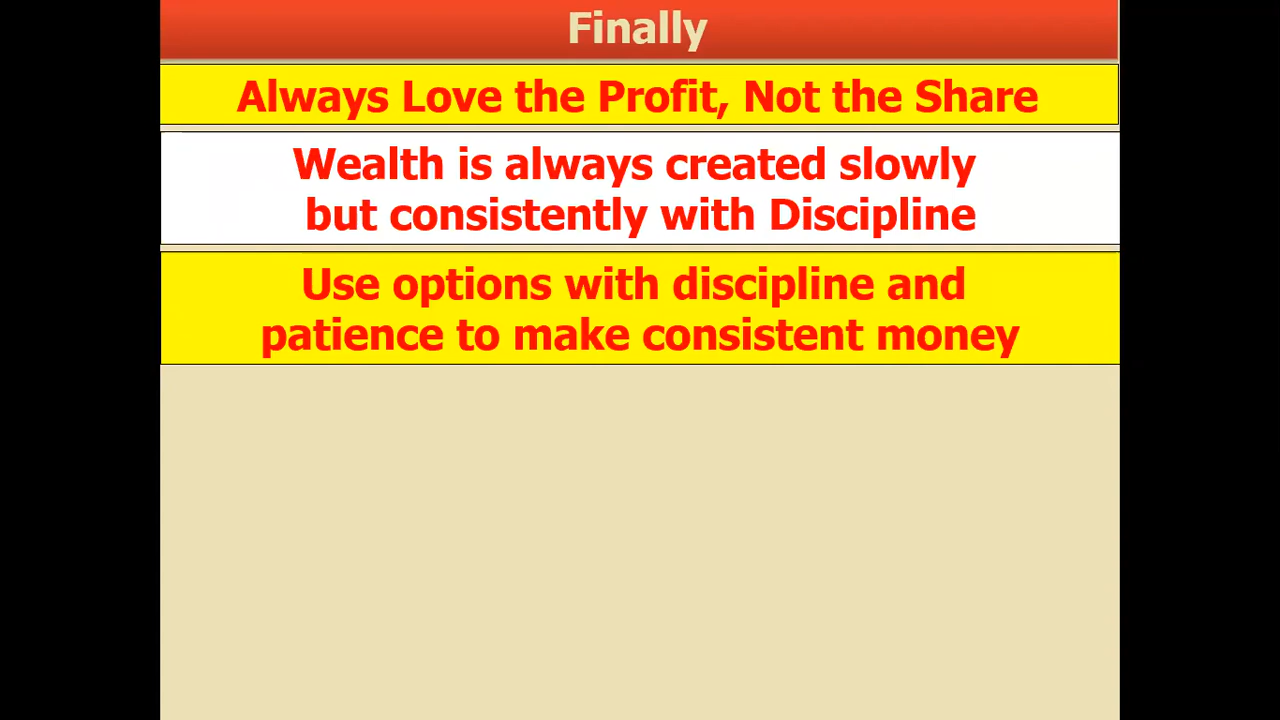 Finally
Always Love the Profit, Not the Share
Wealth is always created slowly
but consistently with Discipline
Use options with discipline and
patience to make consistent money